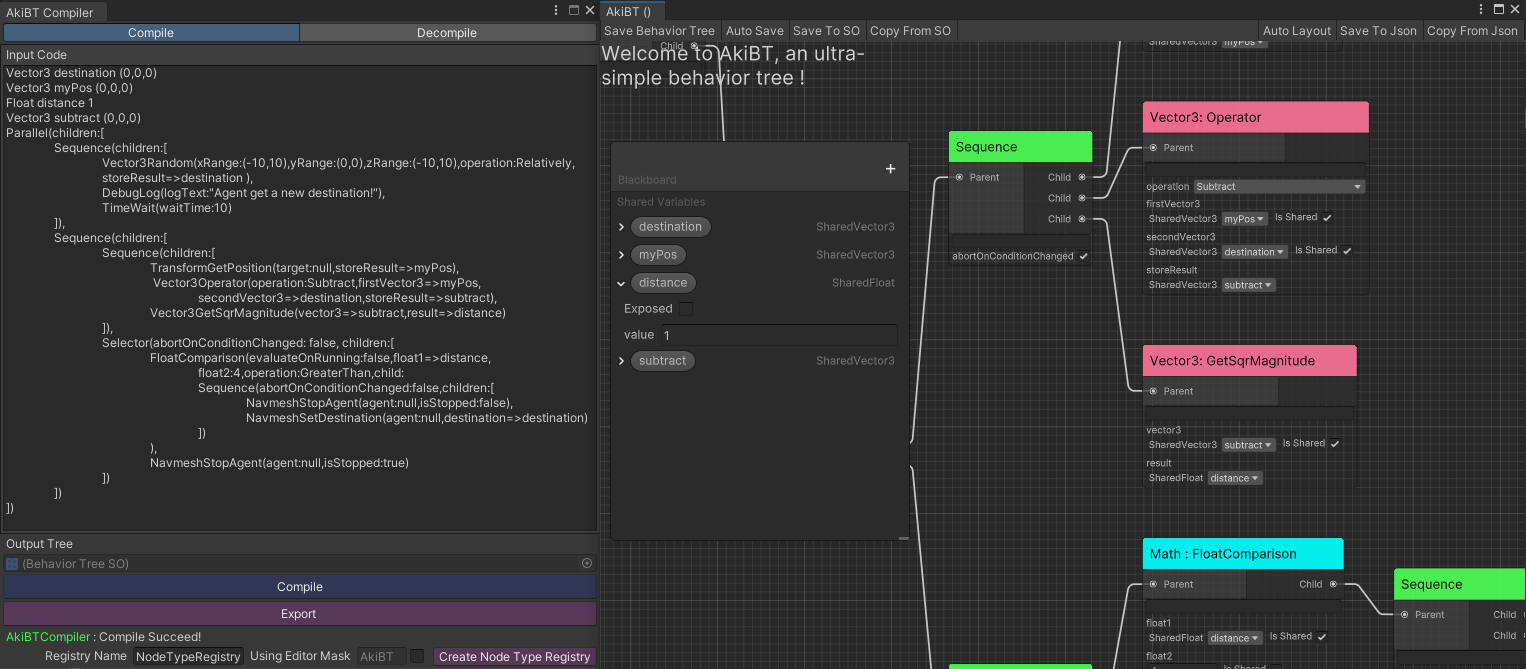 AkiBT Compiler
Compile
Decompile
Input Code
Vector3 destination (0,0,0)
Vector3 myPos (0,0,0)
Float distance 1
Vector3 subtract (0,0,0)
Parallel(children:[
Sequence(children:[
Vector3Random(xRange:(-10,10),yRange:(0,0),zRange:(-10,10),operation:Relatively,
storeResult=>destination ),
DebugLog(logText:"Agent get a new destination!"),
TimeWait(waitTime:10)
]),
Sequence(children:[
Sequence(children:[
TransformGetPosition(target:null,storeResult=>myPos),
Vector3Operator(operation:Subtract,firstVector3=>myPos,
secondVector3=>destination,storeResult=>subtract),
Vector3GetSqrMagnitude(vector3=>subtract,result=>distance)
]),
Selector(abortOnConditionChanged: false, children:[
FloatComparison(evaluateOnRunning:false,float1=>distance,
float2:4,operation:GreaterThan,child:
Sequence(abortOnConditionChanged:false,children:[
NavmeshStopAgent(agent:null,isStopped:false),
NavmeshSetDestination(agent:null,destination=>destination)
])
),
NavmeshStopAgent(agent:null,isStopped:true)
])
])
])
Output Tree
(Behavior Tree SO)
Compile
Export
AkiBTCompiler : Compile Succeed!
Registry Name NodeTypeRegistry Using Editor Mask AkiBT Create Node Type Registry
AkiBT ()
Save Behavior Tree Auto Save Save To SO Copy From SO Auto Layout Save To Json Copy From Json
Child
Welcome to AkiBT, an ultra-
simple behavior tree !
Blackboard
Shared Variables
destination SharedVector3
myPos SharedVector3
distance SharedFloat
Exposed
value 1
subtract SharedVector3
Sequence
Parent Child
Child
Child
abortOnConditionChanged
SharedVector3 myPos
Vector3: Operator
Parent
operation Subtract
firstVector3
SharedVector3 myPos Is Shared
secondVector3
SharedVector3 destination Is Shared
storeResult
SharedVector3 subtract
Vector3: GetSqrMagnitude
Parent
vector3
SharedVector3 subtract Is Shared
result
SharedFloat distance
Math : FloatComparison
Parent Child
float1
SharedFloat distance Is Shared
float2
Is Shared
Sequence
Parent Child
Child